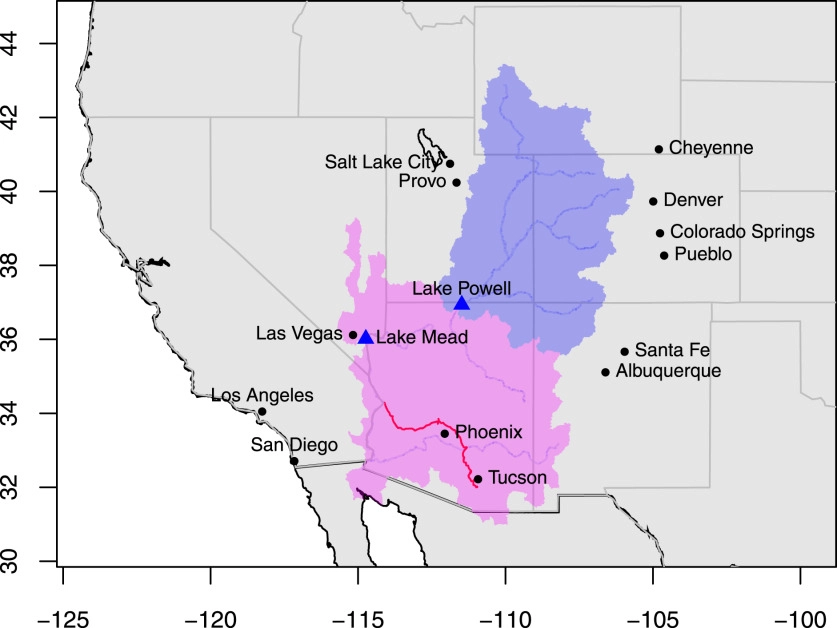 44
42
40
38
36
34
32
30
Cheyenne
Salt Lake City
Provo
Denver
Colorado Springs
Pueblo
Lake Powell
Las Vegas
Lake Mead
Santa Fe
Albuquerque
Los Angeles
Phoenix
San Diego
Tucson
−125
−120
−115
−110
−105
−100